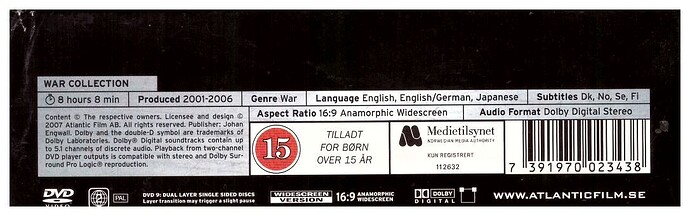 WAR COLLECTION
8 hours 8 min Produced 2001-2006 Genre War Language English, English/German, Japanese Subtitles Dk, No, Se, Fi
Aspect Ratio 16:9 Anamorphic Widescreen Audio Format Dolby Digital Stereo
Content © The respective owners. Licensee and design ©
2007 Atlantic Film AB. All rights reserved. Publisher: Johan
Engwall. Dolby and the double-D symbol are trademarks of
Dolby Laboratories. Dolby® Digital soundtracks contain up
to 5.1 channels of discrete audio. Playback from two-channel
DVD player outputs is compatible with stereo and Dolby Sur-
round Pro Logic® reproduction.
15
TILLADT
FOR BØRN
OVER 15 ÅR
Medietilsynet
NORWEGIAN MEDIA AUTHORITY
KUN REGISTRERT
112632
7 391970 023438
DVD
VIDEO
PAL
DVD 9: DUAL LAYER SINGLE SIDED DISCS
Layer transition may trigger a slight pause
WIDESCREEN
VERSION
16:9 ANAMORPHIC
WIDESCREEN
DOLBY
DIGITAL
WWW.ATLANTICFILM.SE